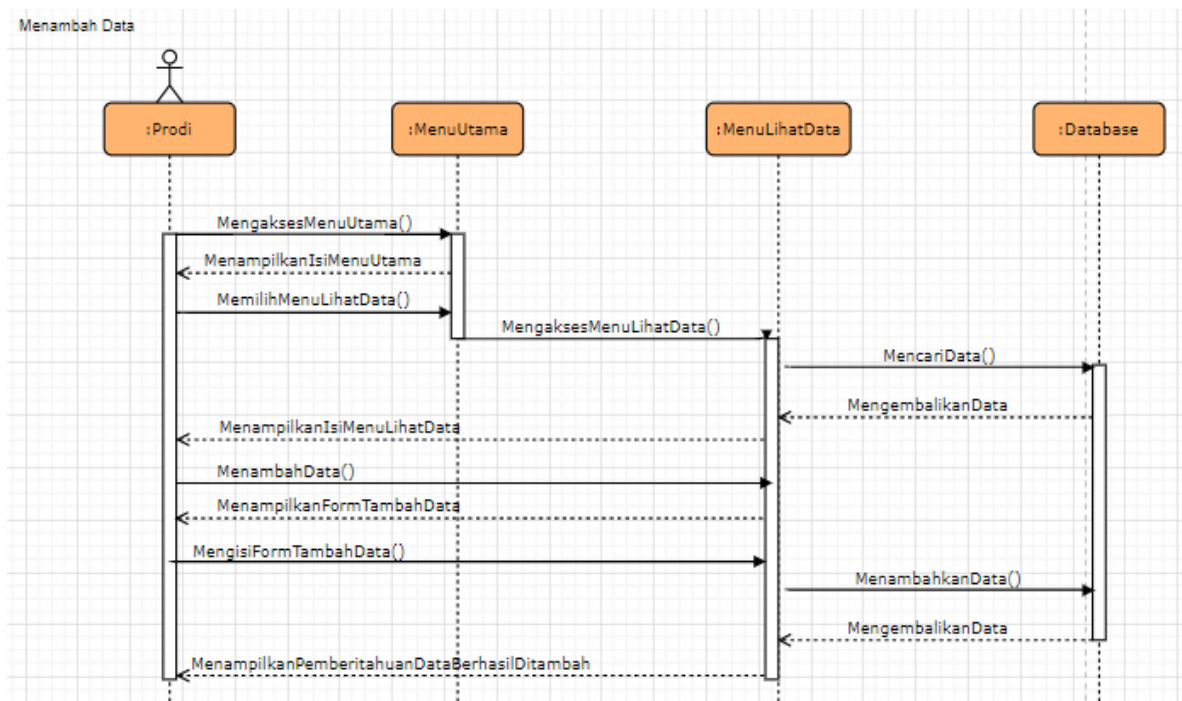 Menambah Data
:Prodi
:MenuUtama
:MenuLihatData
:Database
MengaksesMenuUtama()
MenampilkanIsiMenuUtama
MemilihMenuLihatData()
MengaksesMenuLihatData()
MencariData()
MengembalikanData
MenampilkanIsiMenuLihatData
MenambahData()
MenampilkanFormTambahData
MengisiFormTambahData()
MenambahkanData()
MengembalikanData
MenampilkanPemberitahuanDataBerhasilDitambah